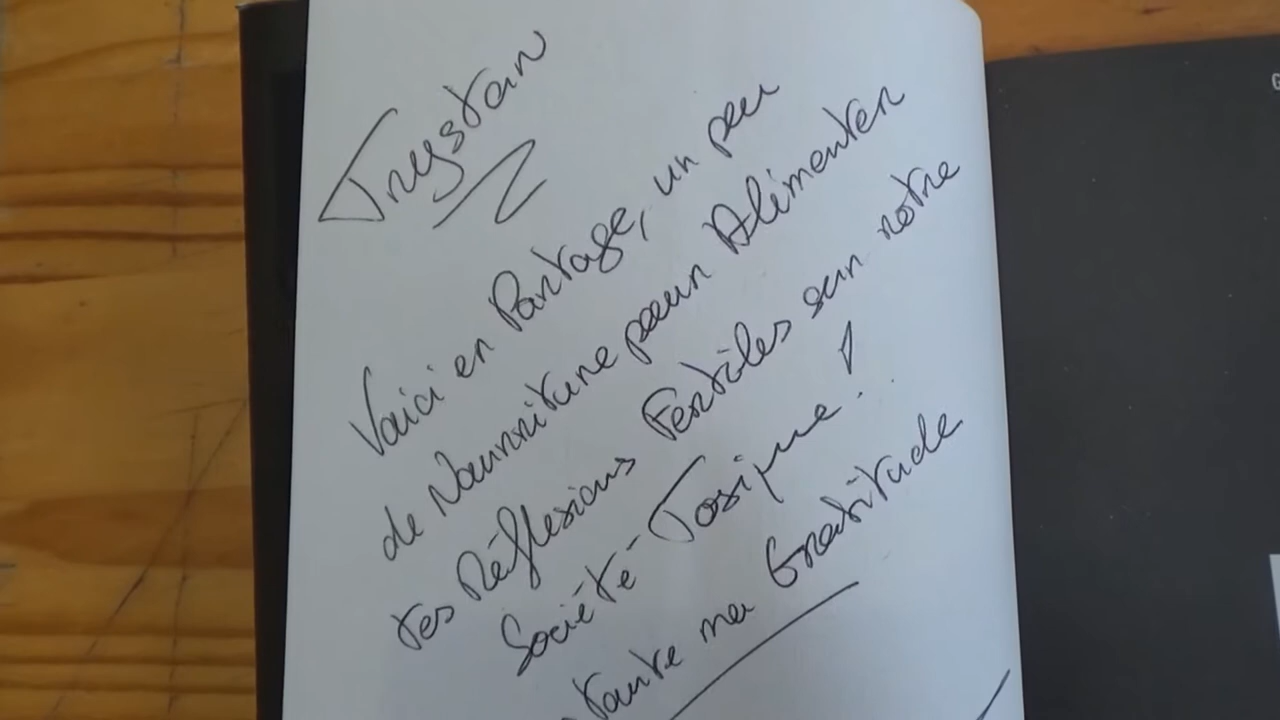 Trystan
Voici en Partage, un peu
de Nourriture pour Alimenter
tes Réflexions Fertiles sur notre
Société-Toxique!
toute ma Gratitude
G